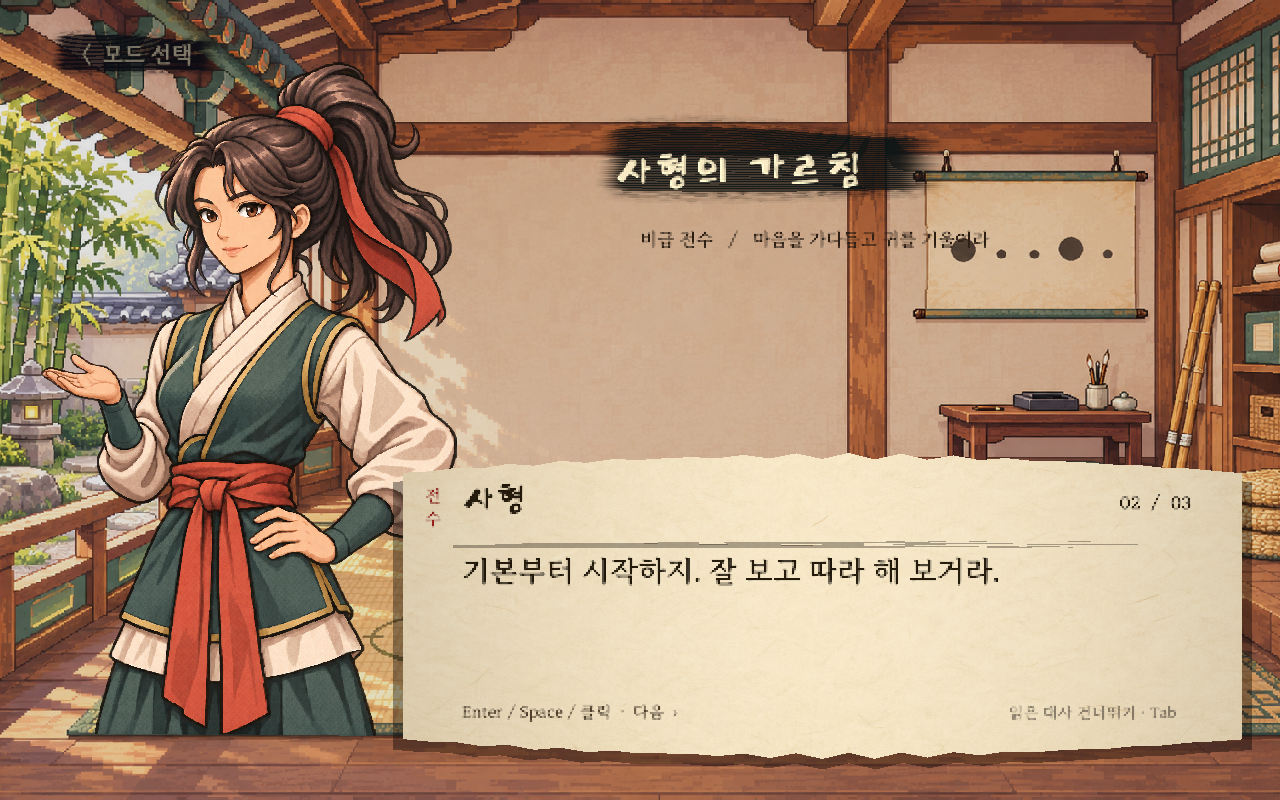 〈 모드 선택
사형의 가르침
비급 전수 / 마음을 가다듬고 귀를 기울여라
전수
사형
02 / 03
기본부터 시작하지. 잘 보고 따라 해 보거라.
Enter / Space / 클릭 · 다음 ›
읽은 대사 건너뛰기 · Tab